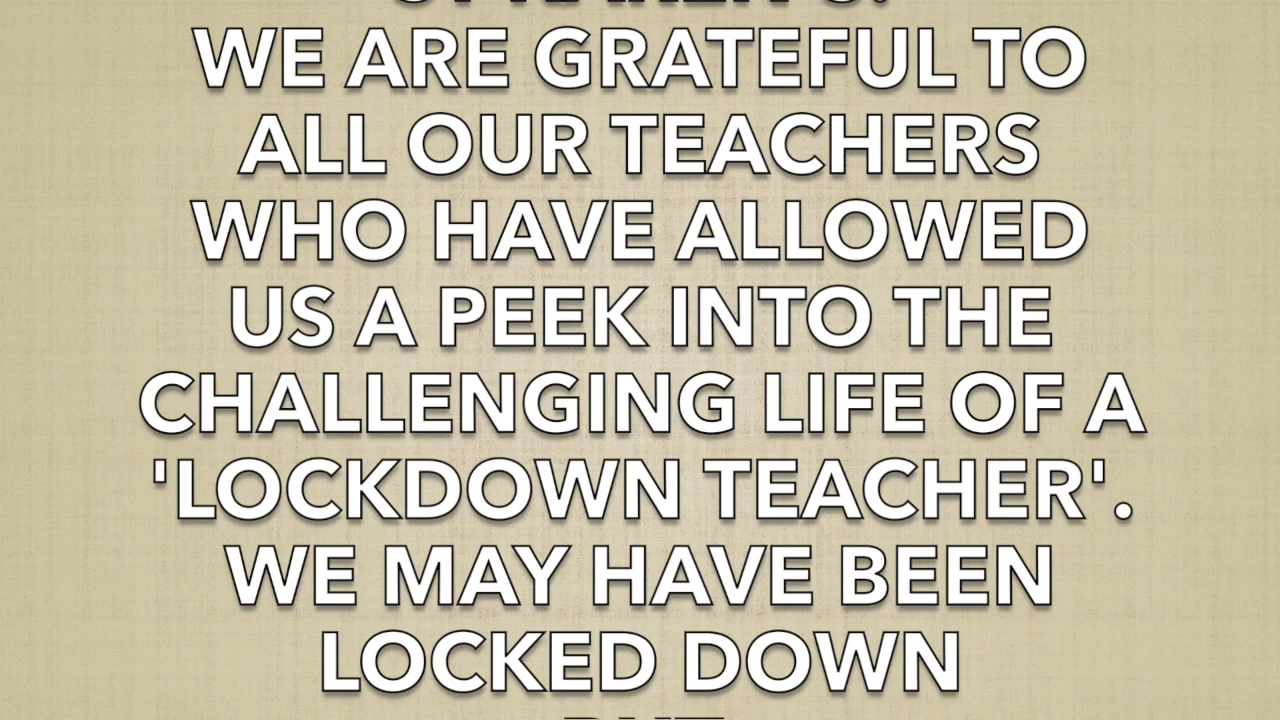 WE ARE GRATEFUL TO
ALL OUR TEACHERS
WHO HAVE ALLOWED
US A PEEK INTO THE
CHALLENGING LIFE OF A
'LOCKDOWN TEACHER'.
WE MAY HAVE BEEN
LOCKED DOWN